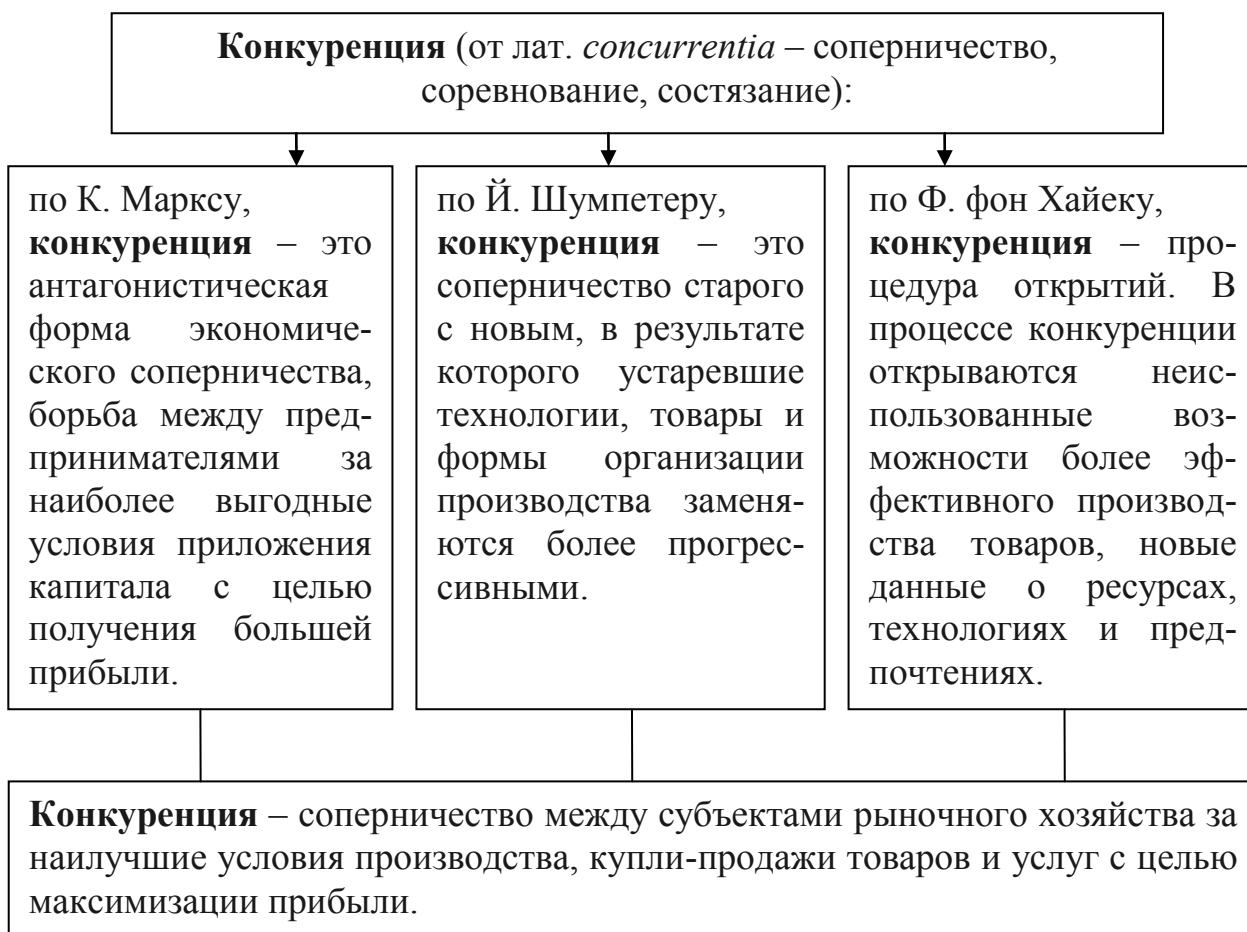 Конкуренция (от лат. concurrentia – соперничество,
соревнование, состязание):
по К. Марксу,
конкуренция – это
антагонистическая
форма экономиче-
ского соперничества,
борьба между пред-
принимателями за
наиболее выгодные
условия приложения
капитала с целью
получения большей
прибыли.
по Й. Шумпетеру,
конкуренция – это
соперничество старого
с новым, в результате
которого устаревшие
технологии, товары и
формы организации
производства заменя-
ются более прогрес-
сивными.
по Ф. фон Хайеку,
конкуренция – про-
цедура открытий. В
процессе конкуренции
открываются неис-
пользованные воз-
можности более эф-
фективного производ-
ства товаров, новые
данные о ресурсах,
технологиях и пред-
почтениях.
Конкуренция – соперничество между субъектами рыночного хозяйства за
наилучшие условия производства, купли-продажи товаров и услуг с целью
максимизации прибыли.